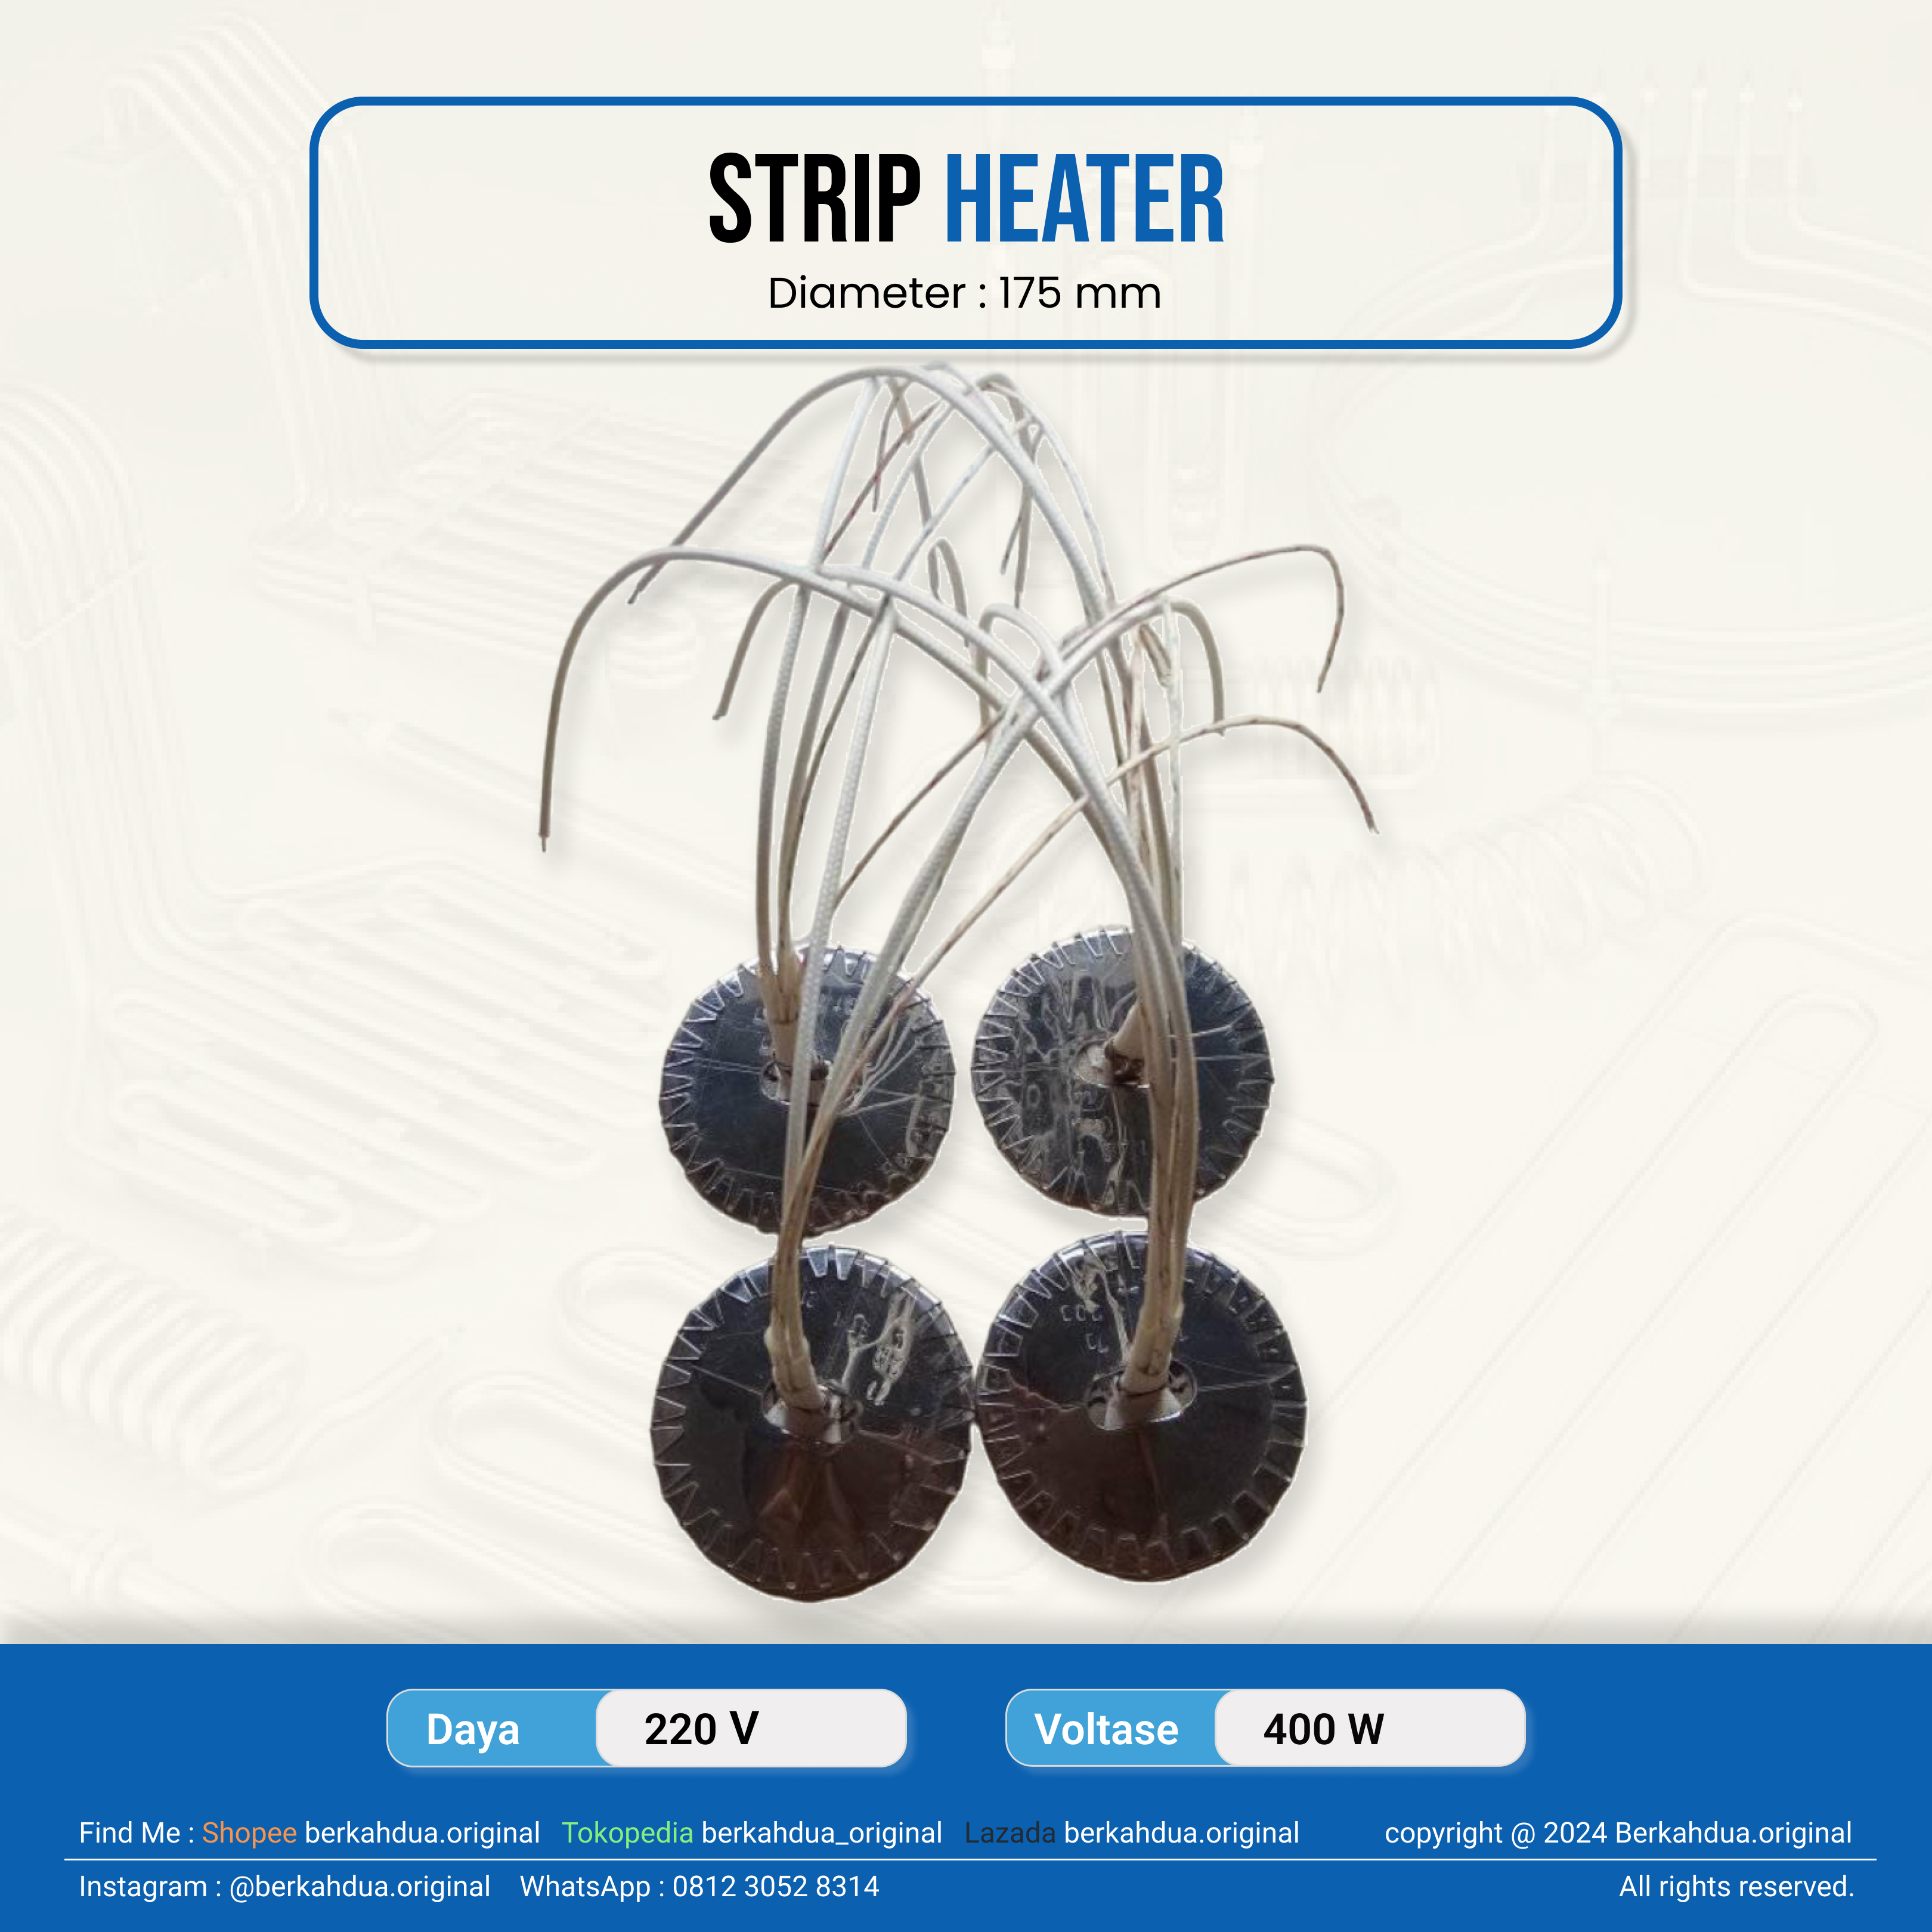 STRIP HEATER
Diameter : 175 mm
Daya 220 V
Voltase 400 W
Find Me : Shopee berkahdua.original Tokopedia berkahdua_original Lazada berkahdua.original copyright @ 2024 Berkahdua.original
Instagram : @berkahdua.original WhatsApp : 0812 3052 8314 All rights reserved.